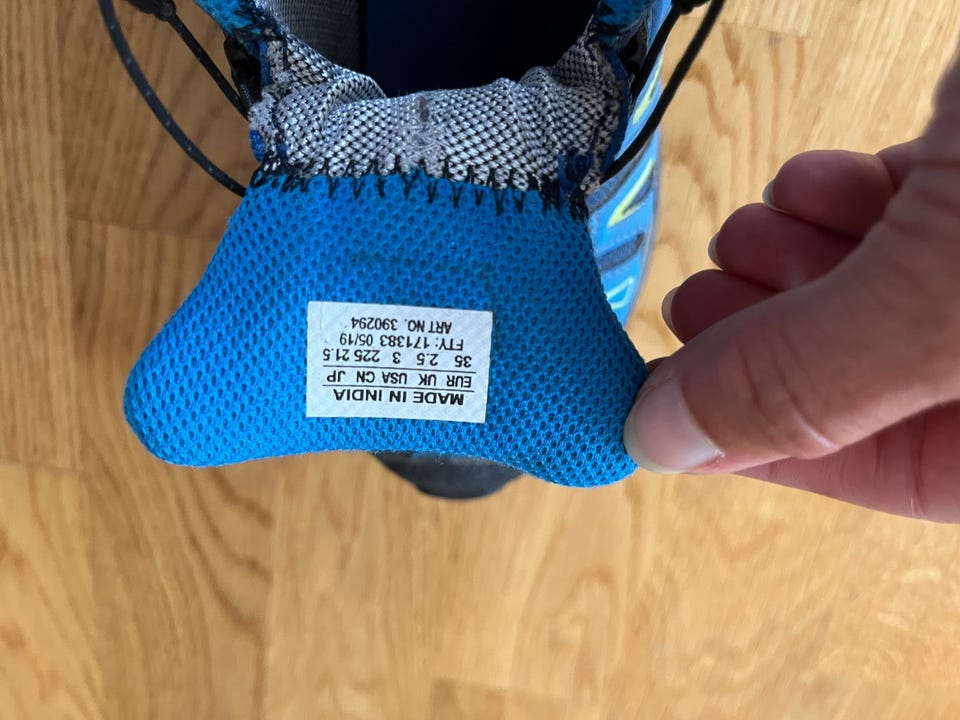 MADE IN INDIA
EUR UK USA CN JP
35 2.5 3 225 21.5
FTY: 171383 05/19
ART NO. 390294